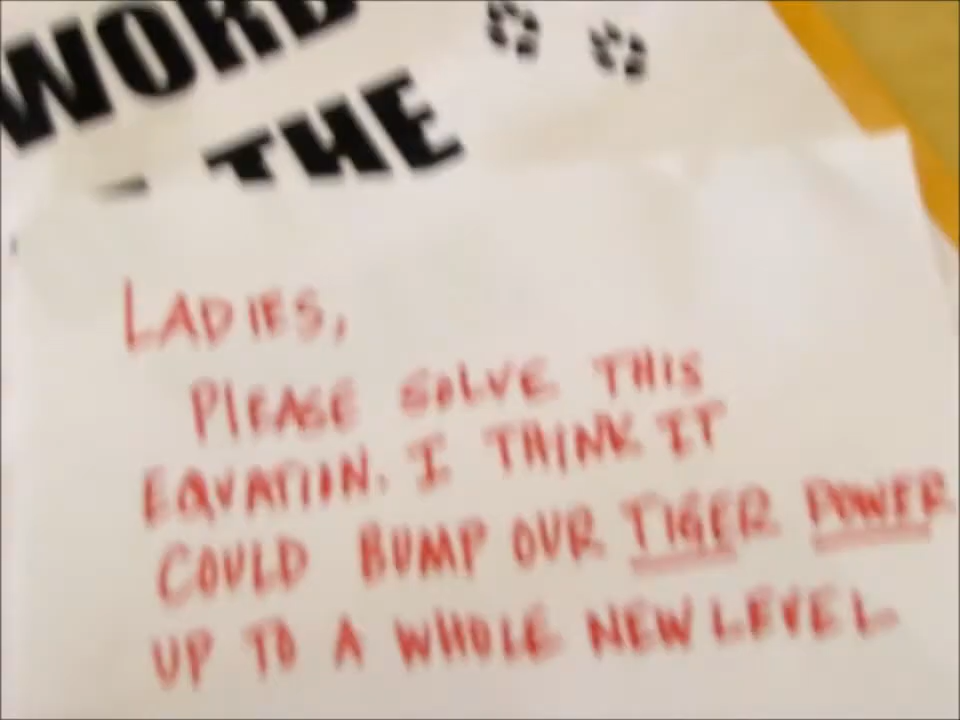 WORD
THE
LADIES,
PLEASE SOLVE THIS
EQUATION. I THINK IT
COULD BUMP OUR TIGER POWER
UP TO A WHOLE NEW LEVEL.